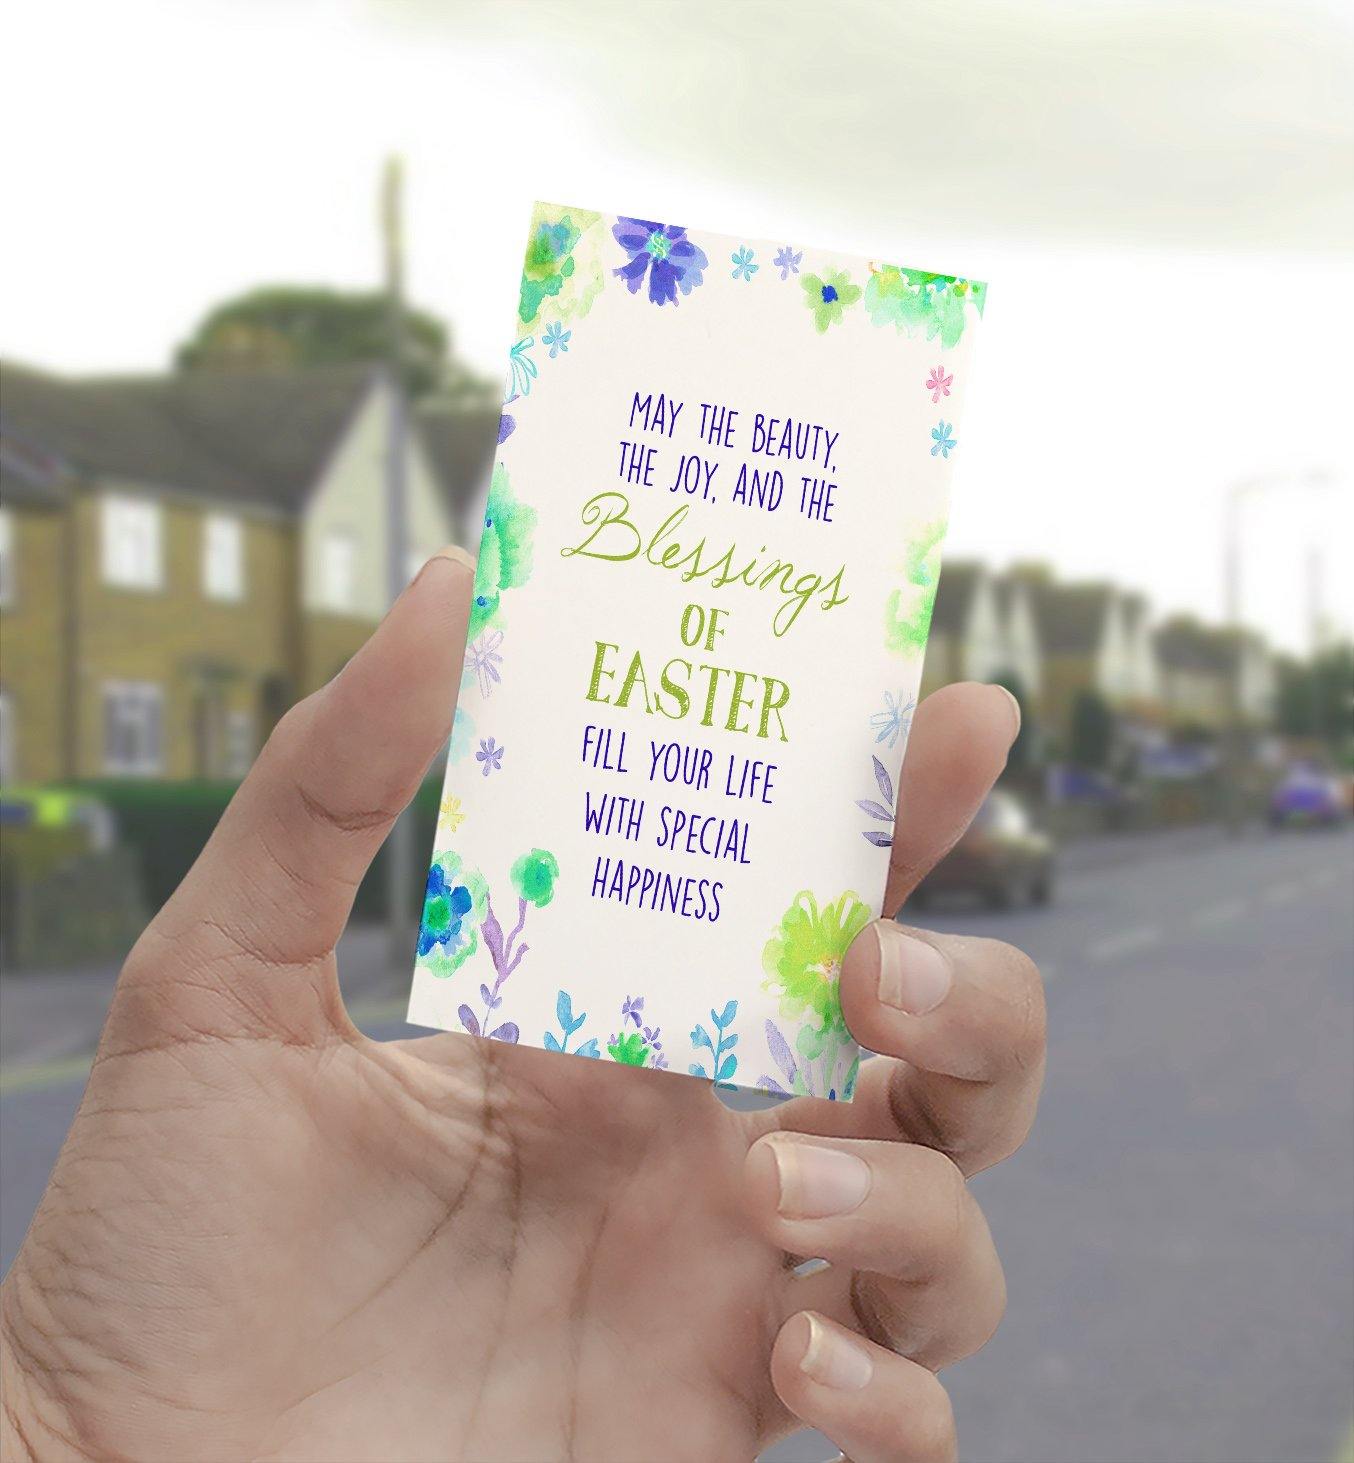 MAY THE BEAUTY,
THE JOY, AND THE
Blessings
OF
EASTER
FILL YOUR LIFE
WITH SPECIAL
HAPPINESS